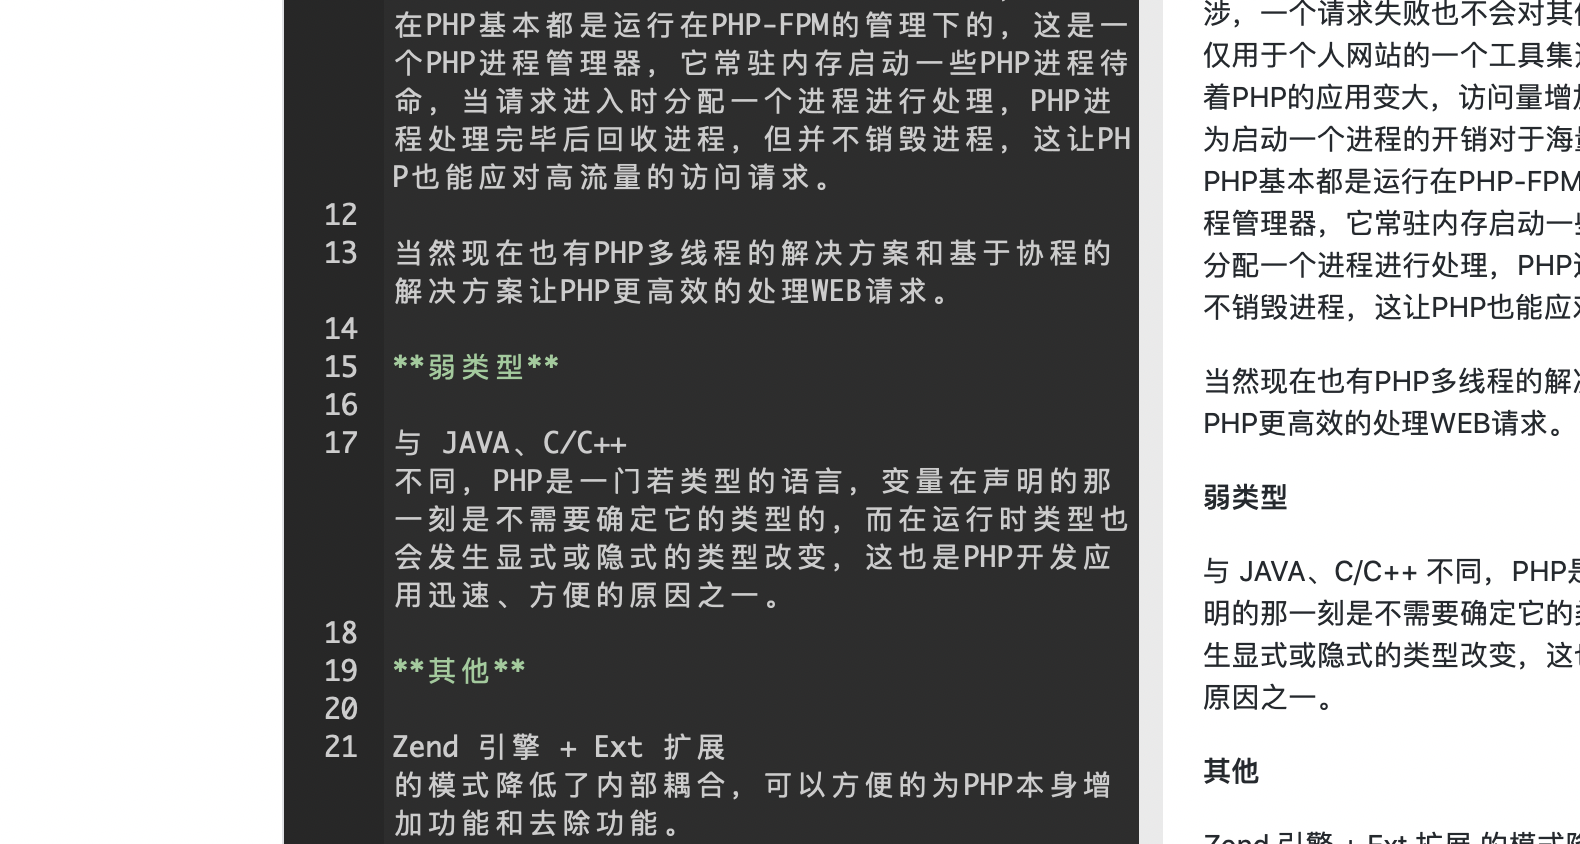 在PHP基本都是运行在PHP-FPM的管理下的，这是一
个PHP进程管理器，它常驻内存启动一些PHP进程待
命，当请求进入时分配一个进程进行处理，PHP进
程处理完毕后回收进程，但并不销毁进程，这让PH
P也能应对高流量的访问请求。
12
13 当然现在也有PHP多线程的解决方案和基于协程的
解决方案让PHP更高效的处理WEB请求。
14
15 **弱类型**
16
17 与 JAVA、C/C++
不同，PHP是一门若类型的语言，变量在声明的那
一刻是不需要确定它的类型的，而在运行时类型也
会发生显式或隐式的类型改变，这也是PHP开发应
用迅速、方便的原因之一。
18
19 **其他**
20
21 Zend 引擎 + Ext 扩展
的模式降低了内部耦合，可以方便的为PHP本身增
加功能和去除功能。
涉，一个请求失败也不会对其
仅用于个人网站的一个工具集
着PHP的应用变大，访问量增
为启动一个进程的开销对于海
PHP基本都是运行在PHP-FPM
程管理器，它常驻内存启动一
分配一个进程进行处理，PHP
不销毁进程，这让PHP也能应
当然现在也有PHP多线程的解
PHP更高效的处理WEB请求。
弱类型
与 JAVA、C/C++ 不同，PHP
明的那一刻是不需要确定它的
生显式或隐式的类型改变，这
原因之一。
其他
Zend 引擎 + Ext 扩展 的模式